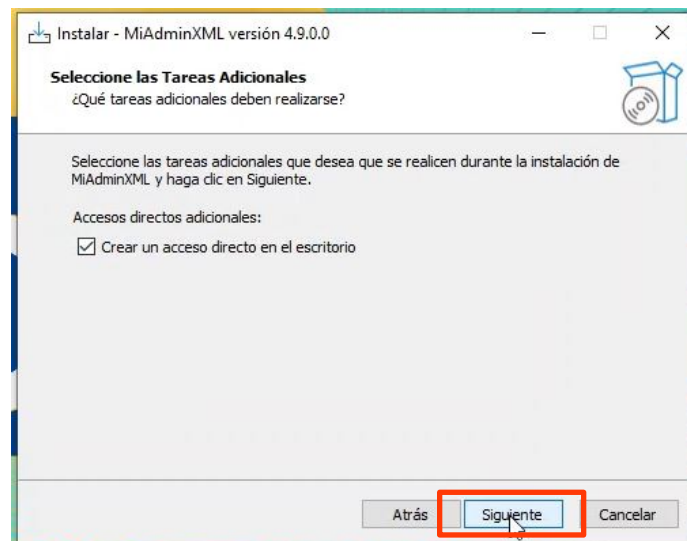 Instalar - MiAdminXML versión 4.9.0.0
Seleccione las Tareas Adicionales
¿Qué tareas adicionales deben realizarse?
Seleccione las tareas adicionales que desea que se realicen durante la instalación de
MiAdminXML y haga clic en Siguiente.
Accesos directos adicionales:
Crear un acceso directo en el escritorio
Atrás Siguiente Cancelar